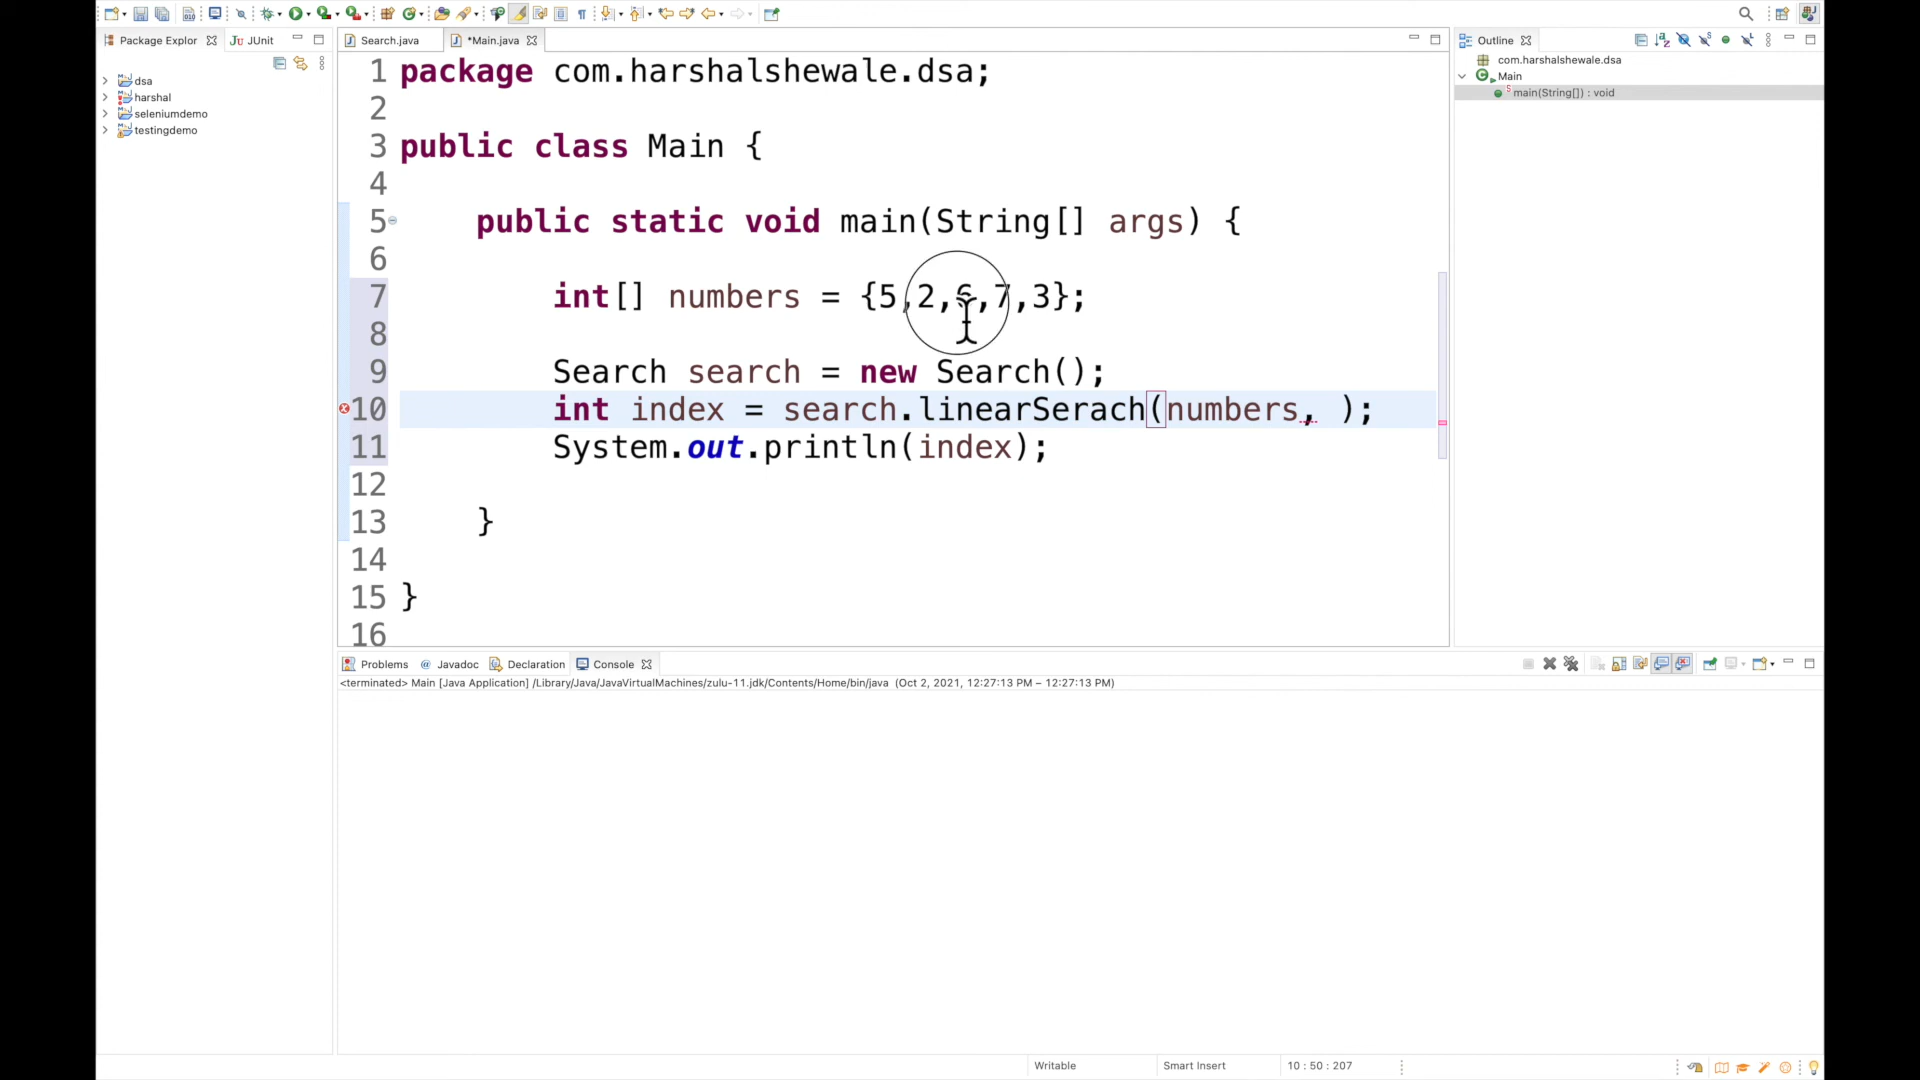 Package Explor
JUnit
Search.java
*Main.java
Outline
dsa
harshal
seleniumdemo
testingdemo
1 package com.harshalshewale.dsa;
2
3 public class Main {
4
5 public static void main(String[] args) {
6
7 int[] numbers = {5,2,6,7,3};
8
9 Search search = new Search();
10 int index = search.linearSerach(numbers, );
11 System.out.println(index);
12
13 }
14
15 }
16
com.harshalshewale.dsa
Main
main(String[]) : void
Problems
Javadoc
Declaration
Console
<terminated> Main [Java Application] /Library/Java/JavaVirtualMachines/zulu-11.jdk/Contents/Home/bin/java (Oct 2, 2021, 12:27:13 PM – 12:27:13 PM)
Writable
Smart Insert
10 : 50 : 207